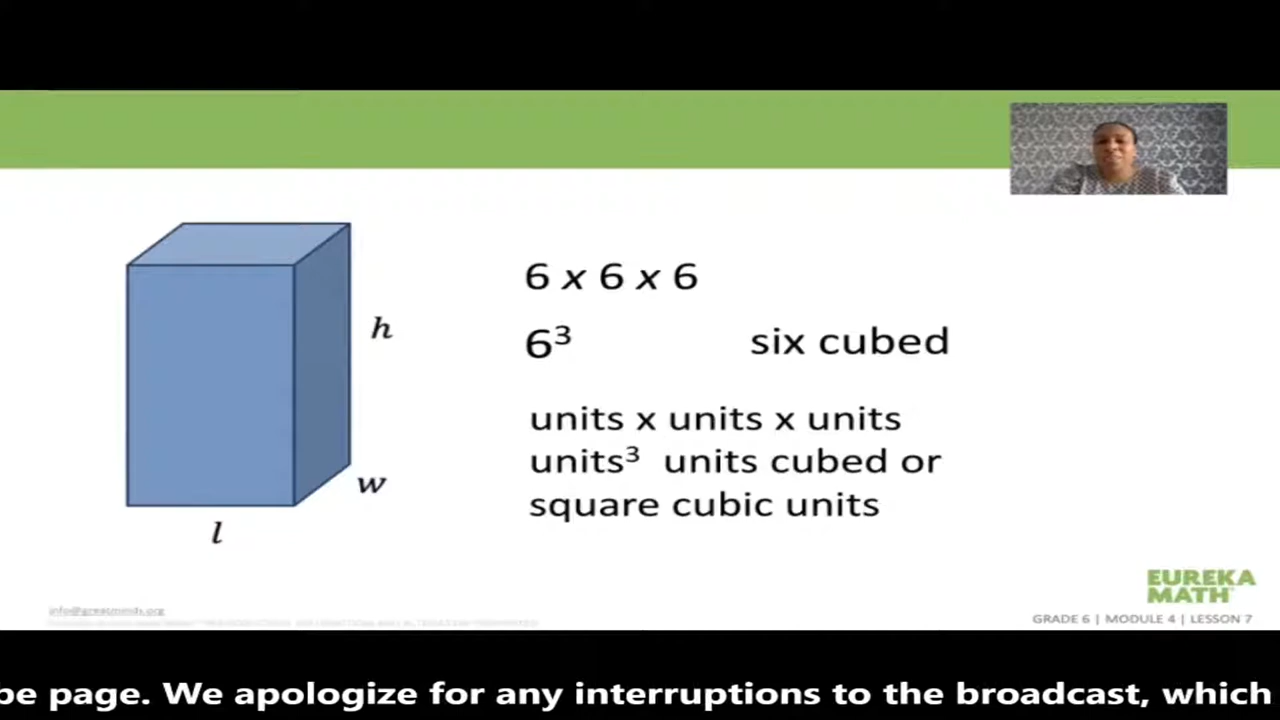 6 x 6 x 6
h
6³ six cubed
units x units x units
units³ units cubed or
w
square cubic units
l
EUREKA
MATH
info@greatminds.org
GRADE 6 | MODULE 4 | LESSON 7
be page. We apologize for any interruptions to the broadcast, which